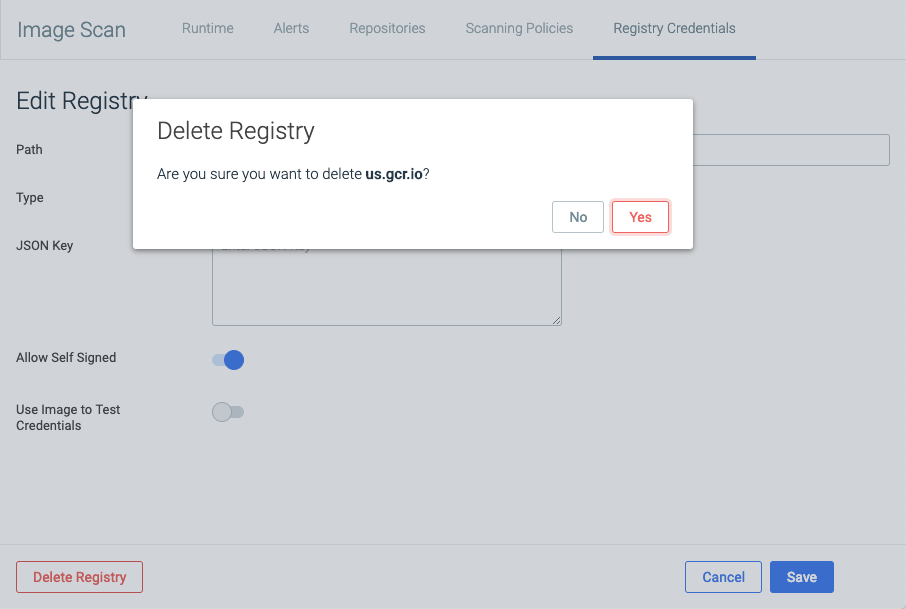 Image Scan
Runtime
Alerts
Repositories
Scanning Policies
Registry Credentials
Edit Registry
Delete Registry
Path
Are you sure you want to delete us.gcr.io?
Type
No
Yes
JSON Key
Allow Self Signed
Use Image to Test
Credentials
Delete Registry
Cancel
Save